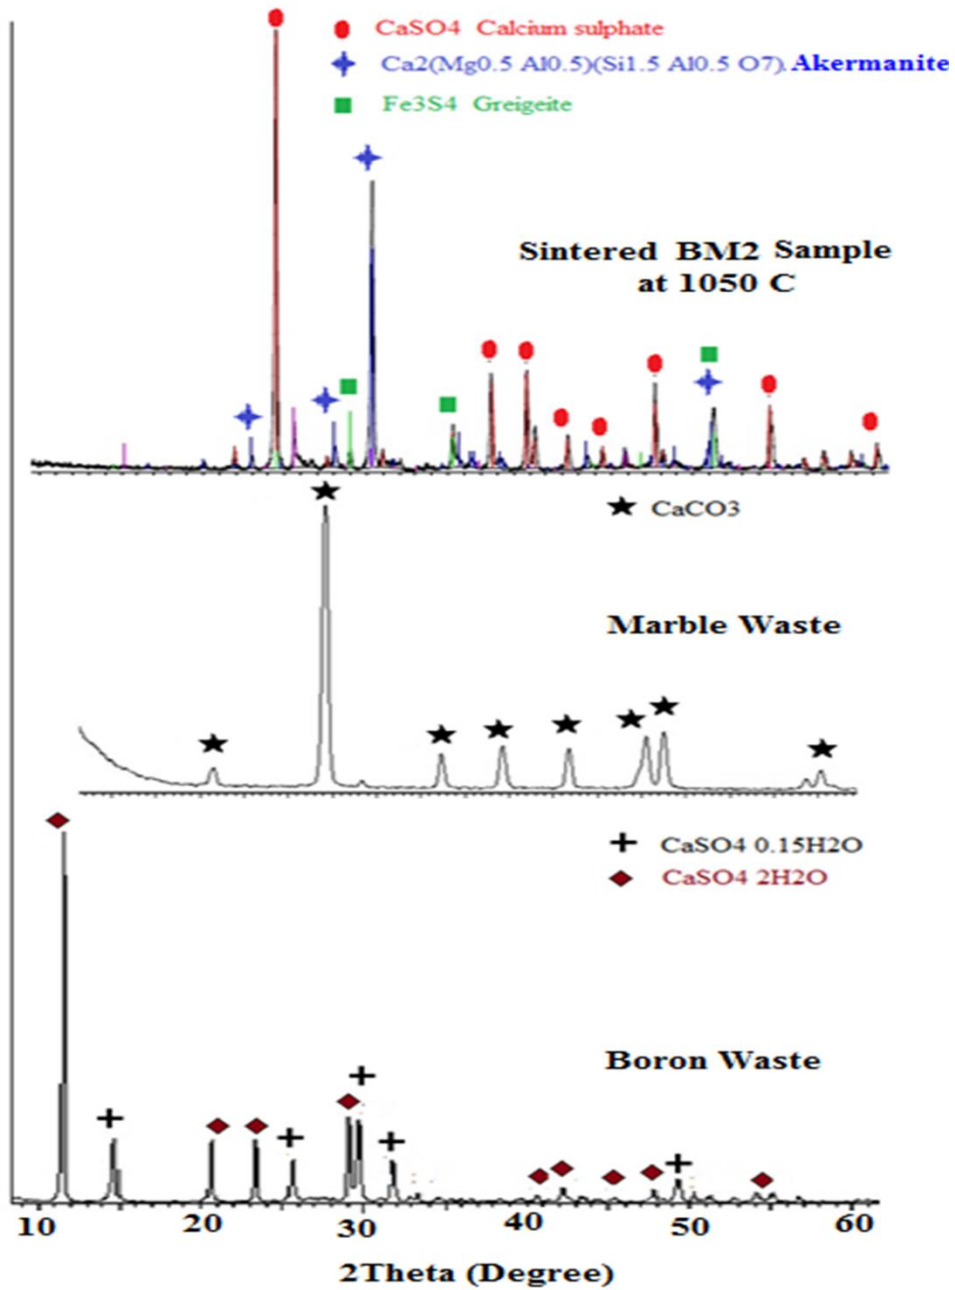 CaSO4 Calcium sulphate
Ca2(Mg0.5 Al0.5)(Si1.5 Al0.5 O7). Akermanite
Fe3S4 Greigeite
Sintered BM2 Sample
at 1050 C
CaCO3
Marble Waste
CaSO4 0.15H2O
CaSO4 2H2O
Boron Waste
10 20 30 40 50 60
2Theta (Degree)